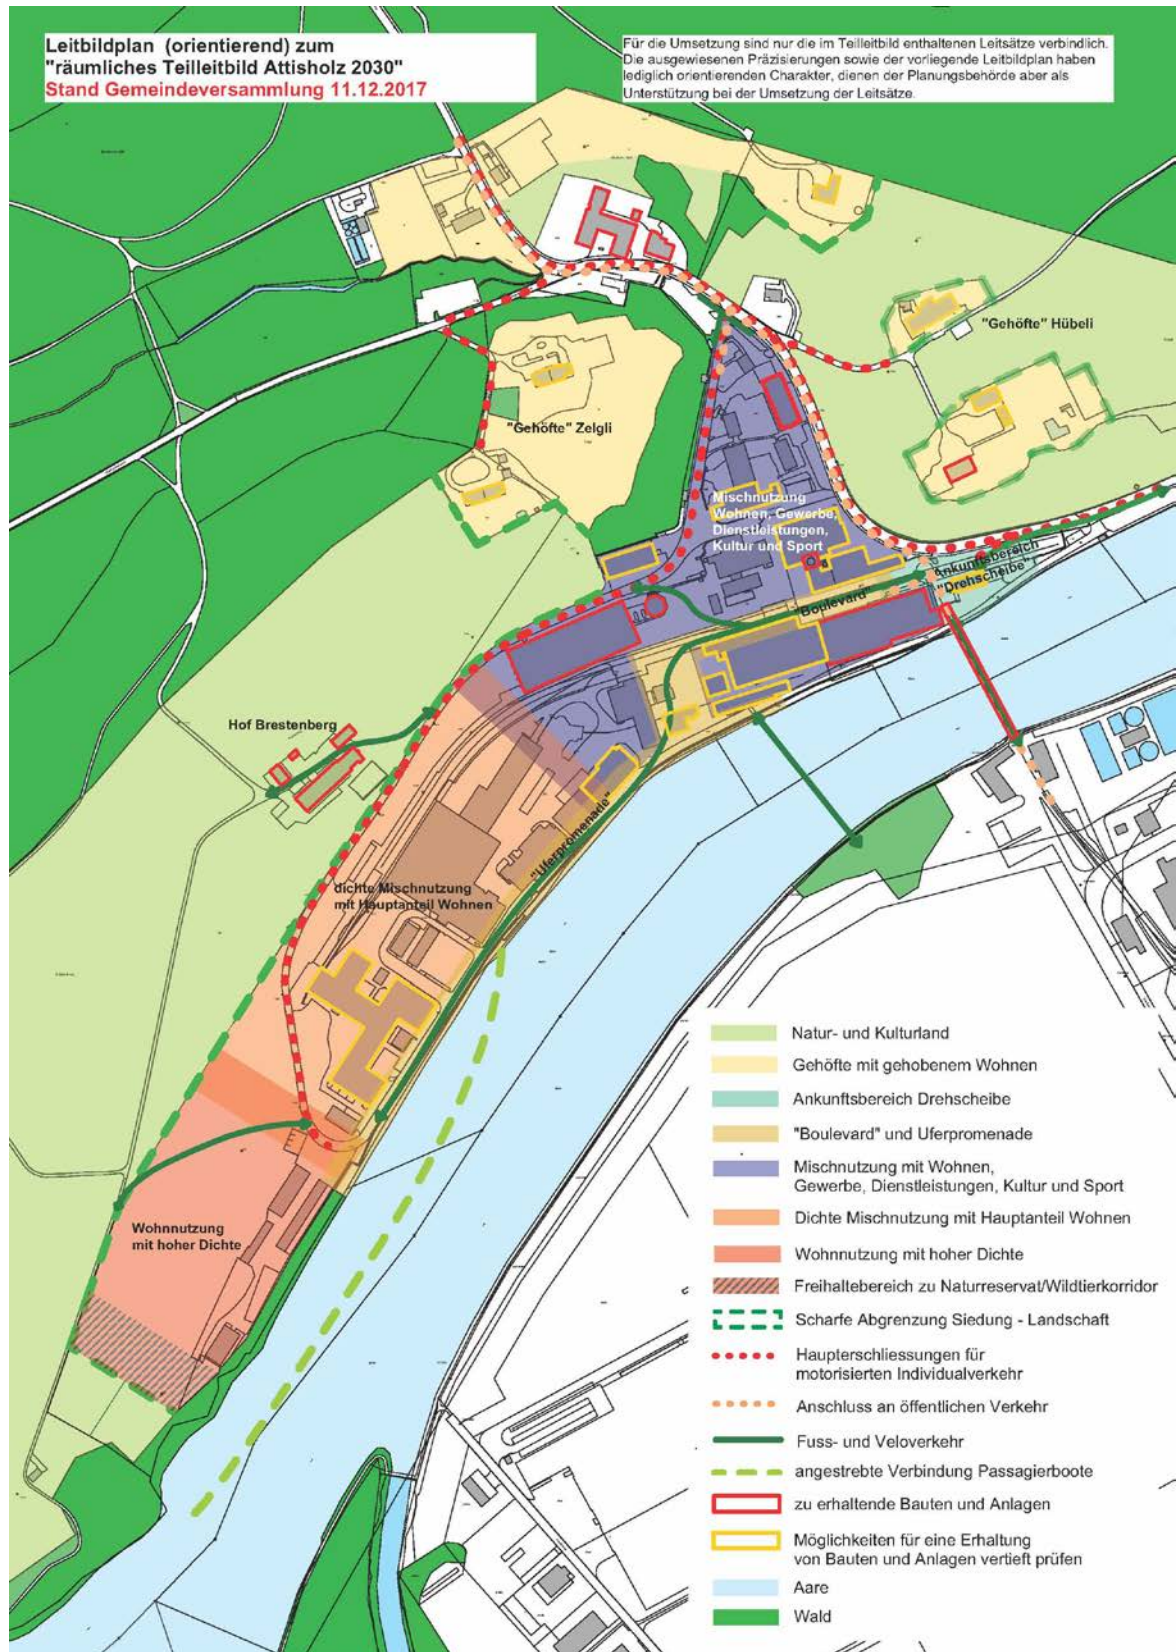 Leitbildplan (orientierend) zum
"räumliches Teilleitbild Attisholz 2030"
Stand Gemeindeversammlung 11.12.2017
Für die Umsetzung sind nur die im Teilleitbild enthaltenen Leitsätze verbindlich.
Die ausgewiesenen Präzisierungen sowie der vorliegende Leitbildplan haben
lediglich orientierenden Charakter, dienen der Planungsbehörde aber als
Unterstützung bei der Umsetzung der Leitsätze.
"Gehöfte" Hübeli
"Gehöfte" Zelgli
Mischnutzung
Wohnen, Gewerbe,
Dienstleistungen,
Kultur und Sport
Ankunftsbereich
"Drehscheibe"
"Boulevard"
Hof Brestenberg
"Uferpromenade"
dichte Mischnutzung
mit Hauptanteil Wohnen
Wohnnutzung
mit hoher Dichte
Natur- und Kulturland
Gehöfte mit gehobenem Wohnen
Ankunftsbereich Drehscheibe
"Boulevard" und Uferpromenade
Mischnutzung mit Wohnen,
Gewerbe, Dienstleistungen, Kultur und Sport
Dichte Mischnutzung mit Hauptanteil Wohnen
Wohnnutzung mit hoher Dichte
Freihaltebereich zu Naturreservat/Wildtierkorridor
Scharfe Abgrenzung Siedung - Landschaft
Haupterschliessungen für
motorisierten Individualverkehr
Anschluss an öffentlichen Verkehr
Fuss- und Veloverkehr
angestrebte Verbindung Passagierboote
zu erhaltende Bauten und Anlagen
Möglichkeiten für eine Erhaltung
von Bauten und Anlagen vertieft prüfen
Aare
Wald